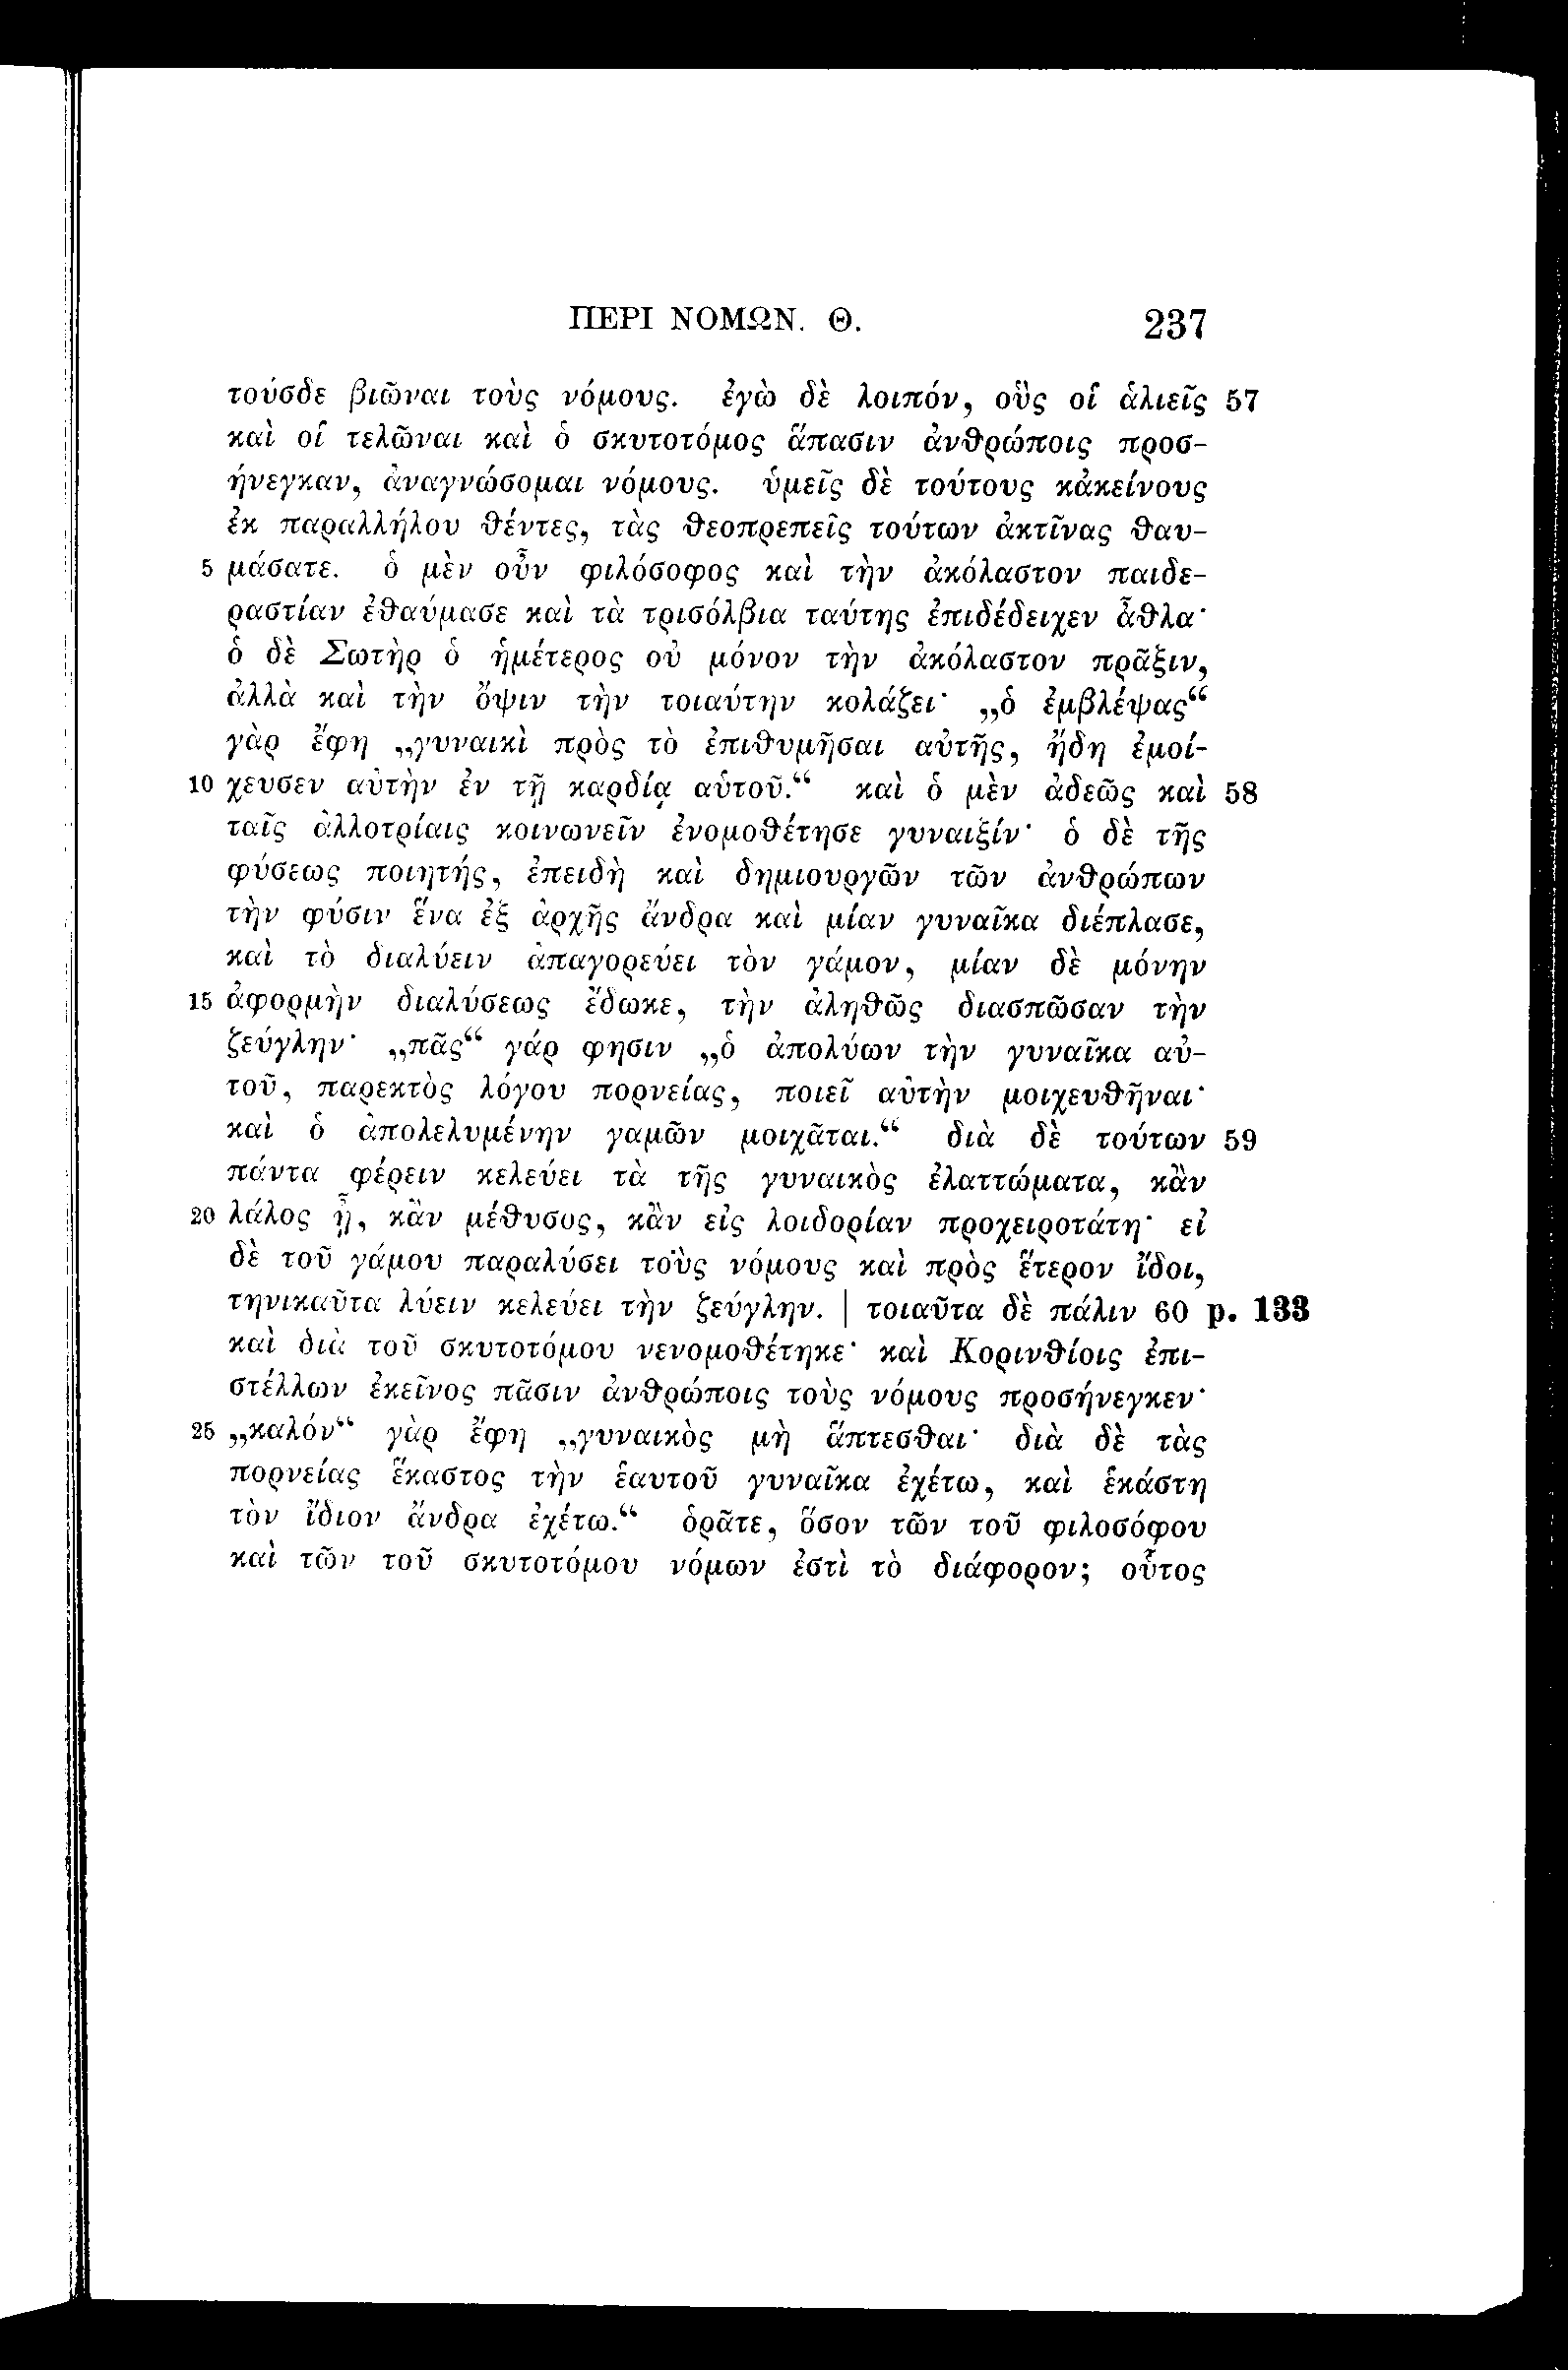 ΠΕΡΙ ΝΟΜΩΝ. Θ. 237
τούσδε βιῶναι τοὺς νόμους. ἐγὼ δὲ λοιπόν, οὓς οἱ ἁλιεῖς 57
καὶ οἱ τελῶναι καὶ ὁ σκυτοτόμος ἅπασιν ἀνθρώποις προσ-
ήνεγκαν, ἀναγνώσομαι νόμους. ὑμεῖς δὲ τούτους κἀκείνους
ἐκ παραλλήλου θέντες, τὰς θεοπρεπεῖς τούτων ἀκτῖνας θαυ-
5 μάσατε. ὁ μὲν οὖν φιλόσοφος καὶ τὴν ἀκόλαστον παιδε-
ραστίαν ἐθαύμασε καὶ τὰ τρισόλβια ταύτης ἐπιδέδειχεν ἆθλα·
ὁ δὲ Σωτὴρ ὁ ἡμέτερος οὐ μόνον τὴν ἀκόλαστον πρᾶξιν,
ἀλλὰ καὶ τὴν ὄψιν τὴν τοιαύτην κολάζει· „ὁ ἐμβλέψας“
γὰρ ἔφη „γυναικὶ πρὸς τὸ ἐπιθυμῆσαι αὐτῆς, ἤδη ἐμοί-
10 χευσεν αὐτὴν ἐν τῇ καρδίᾳ αὑτοῦ.“ καὶ ὁ μὲν ἀδεῶς καὶ 58
ταῖς ἀλλοτρίαις κοινωνεῖν ἐνομοθέτησε γυναιξίν· ὁ δὲ τῆς
φύσεως ποιητής, ἐπειδὴ καὶ δημιουργῶν τῶν ἀνθρώπων
τὴν φύσιν ἕνα ἐξ ἀρχῆς ἄνδρα καὶ μίαν γυναῖκα διέπλασε,
καὶ τὸ διαλύειν ἀπαγορεύει τὸν γάμον, μίαν δὲ μόνην
15 ἀφορμὴν διαλύσεως ἔδωκε, τὴν ἀληθῶς διασπῶσαν τὴν
ζεύγλην· „πᾶς“ γάρ φησιν „ὁ ἀπολύων τὴν γυναῖκα αὐ-
τοῦ, παρεκτὸς λόγου πορνείας, ποιεῖ αὐτὴν μοιχευθῆναι·
καὶ ὁ ἀπολελυμένην γαμῶν μοιχᾶται.“ διὰ δὲ τούτων 59
πάντα φέρειν κελεύει τὰ τῆς γυναικὸς ἐλαττώματα, κἂν
20 λάλος ᾖ, κἂν μέθυσος, κἂν εἰς λοιδορίαν προχειροτάτη· εἰ
δὲ τοῦ γάμου παραλύσει τοὺς νόμους καὶ πρὸς ἕτερον ἴδοι,
τηνικαῦτα λύειν κελεύει τὴν ζεύγλην. | τοιαῦτα δὲ πάλιν 60 p. 133
καὶ διὰ τοῦ σκυτοτόμου νενομοθέτηκε· καὶ Κορινθίοις ἐπι-
στέλλων ἐκεῖνος πᾶσιν ἀνθρώποις τοὺς νόμους προσήνεγκεν·
25 „καλόν“ γὰρ ἔφη „γυναικὸς μὴ ἅπτεσθαι· διὰ δὲ τὰς
πορνείας ἕκαστος τὴν ἑαυτοῦ γυναῖκα ἐχέτω, καὶ ἑκάστη
τὸν ἴδιον ἄνδρα ἐχέτω.“ ὁρᾶτε, ὅσον τῶν τοῦ φιλοσόφου
καὶ τῶν τοῦ σκυτοτόμου νόμων ἐστὶ τὸ διάφορον; οὗτος